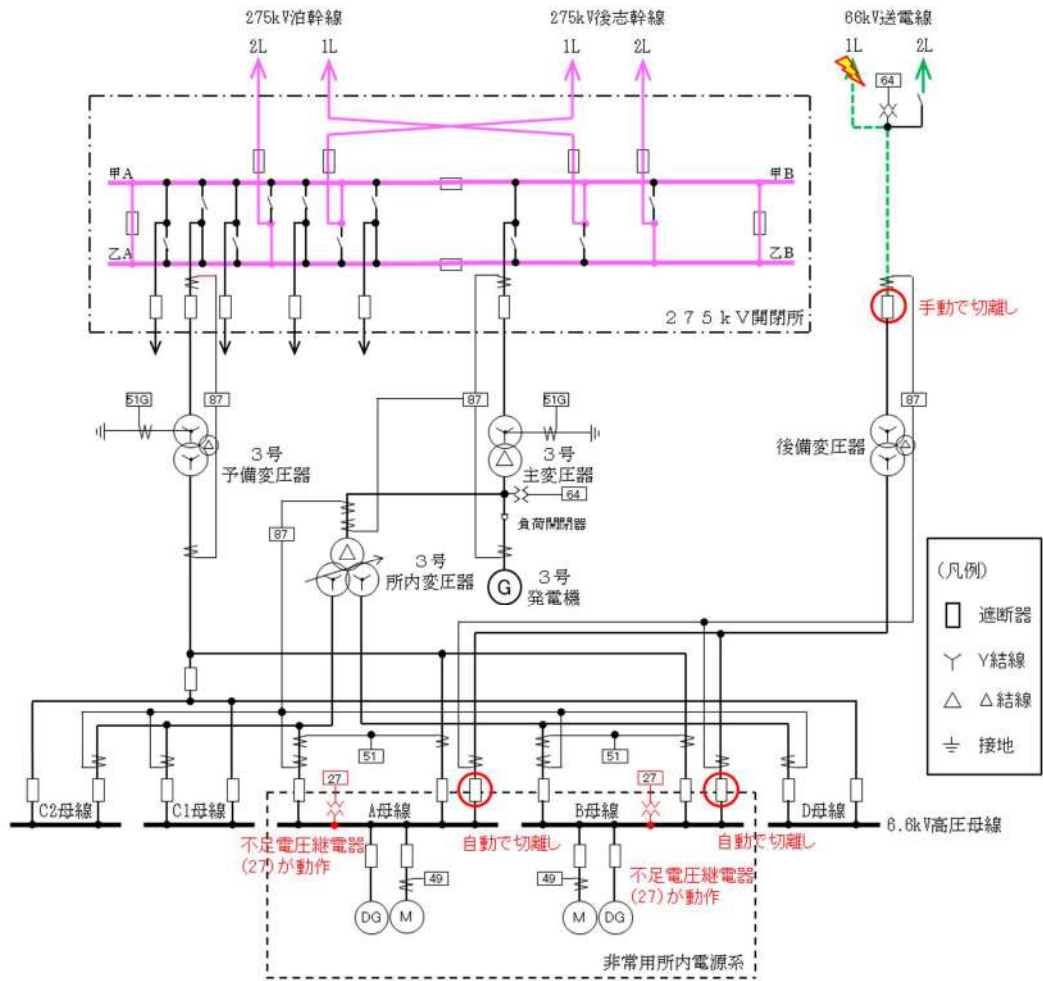 275kV泊幹線
275kV後志幹線
66kV送電線
2L
1L
1L
2L
1L
2L
64
甲A
甲B
乙A
乙B
275kV開閉所
手動で切離し
51G
87
87
51G
87
3号
予備変圧器
3号
主変圧器
後備変圧器
64
負荷開閉器
87
3号
所内変圧器
G
3号
発電機
(凡例)
遮断器
Y結線
△結線
接地
51
51
27
27
C2母線
C1母線
A母線
B母線
D母線
6.6kV高圧母線
不足電圧継電器
(27)が動作
自動で切離し
自動で切離し
不足電圧継電器
(27)が動作
49
49
DG
M
M
DG
非常用所内電源系